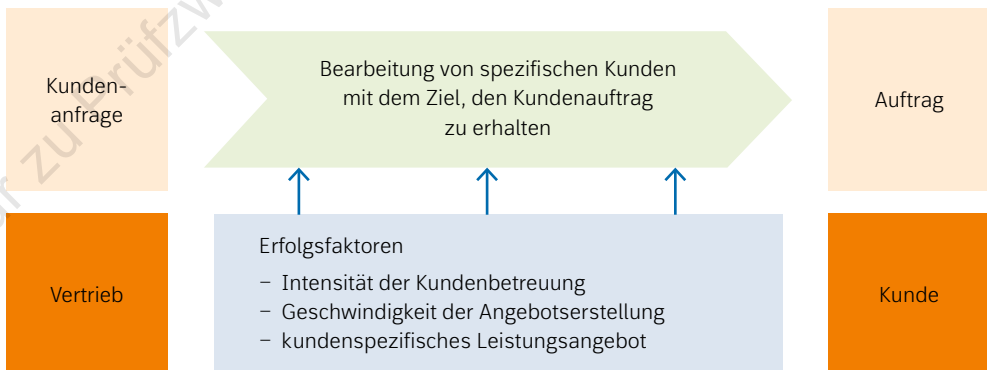 Kunden-
anfrage
Bearbeitung von spezifischen Kunden
mit dem Ziel, den Kundenauftrag
zu erhalten
Auftrag
Vertrieb
Erfolgsfaktoren
– Intensität der Kundenbetreuung
– Geschwindigkeit der Angebotserstellung
– kundenspezifisches Leistungsangebot
Kunde